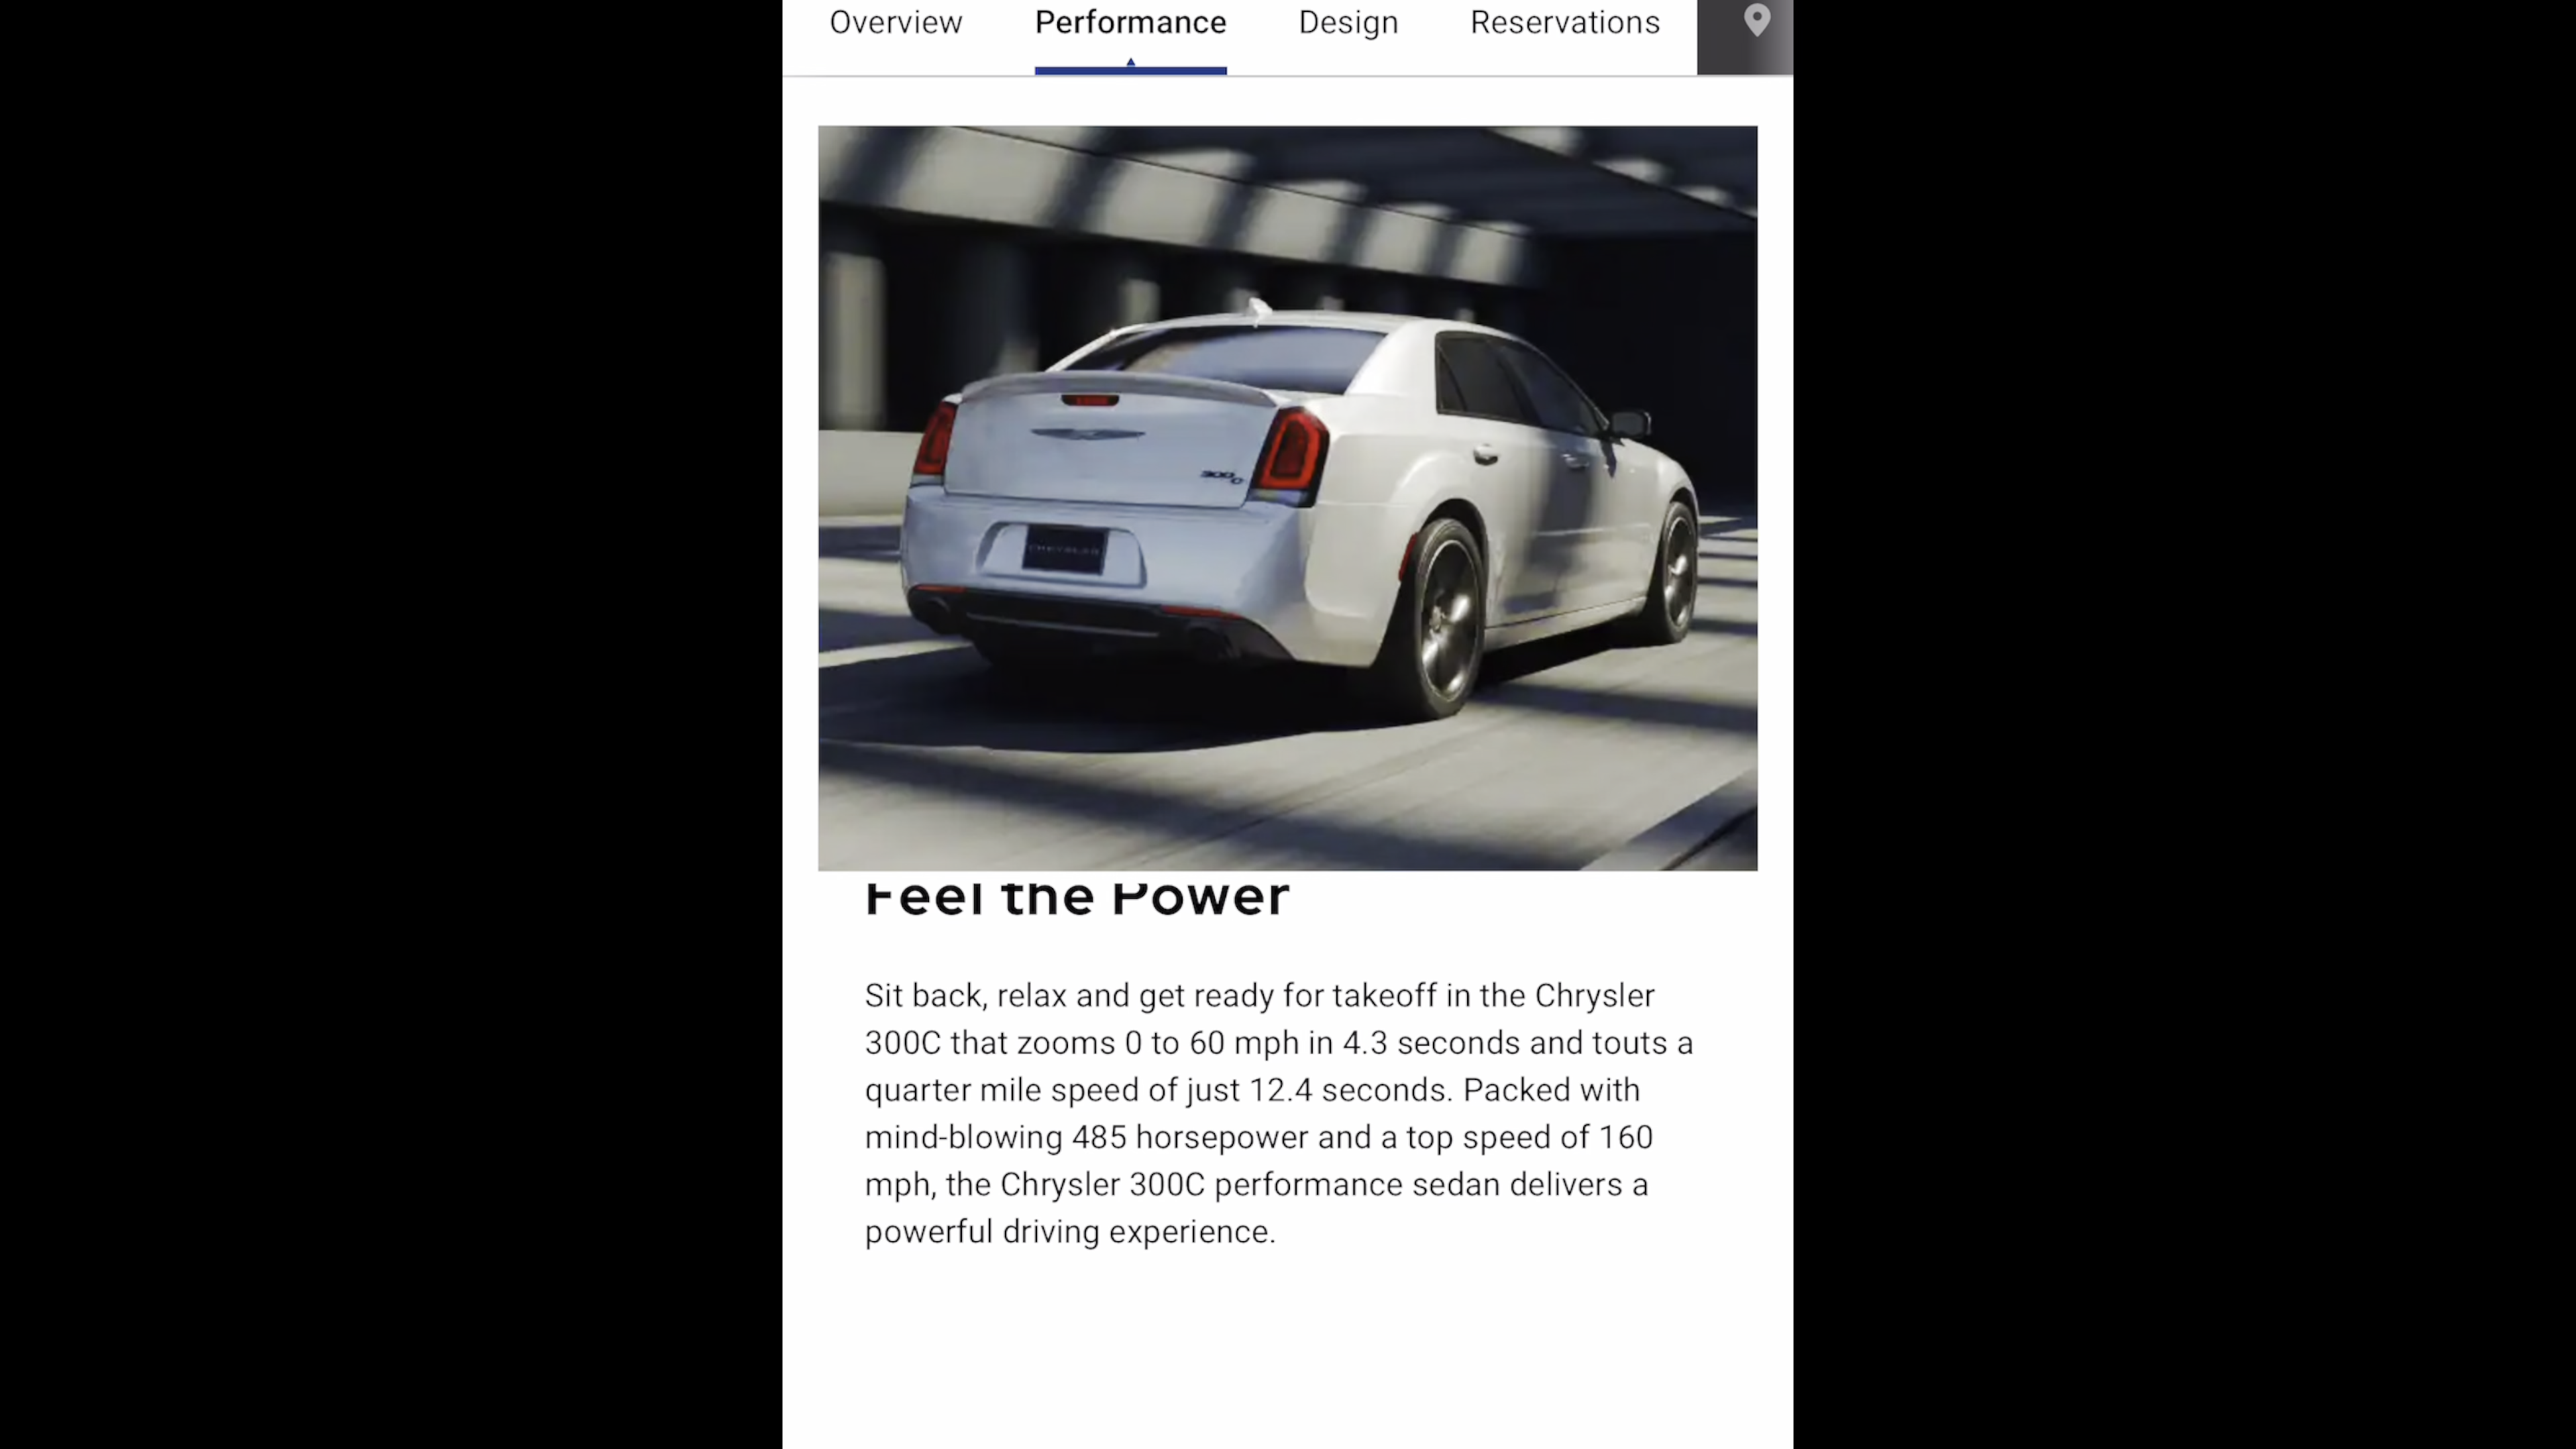 Overview Performance Design Reservations
300C
CHRYSLER
Feel the Power
Sit back, relax and get ready for takeoff in the Chrysler
300C that zooms 0 to 60 mph in 4.3 seconds and touts a
quarter mile speed of just 12.4 seconds. Packed with
mind-blowing 485 horsepower and a top speed of 160
mph, the Chrysler 300C performance sedan delivers a
powerful driving experience.